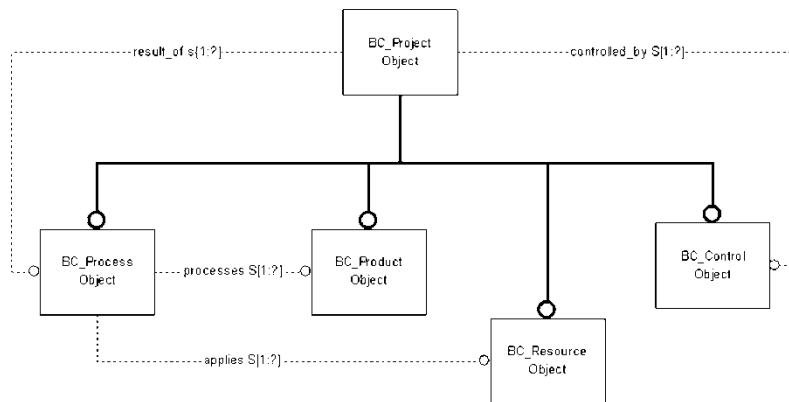 BC_Project
Object
result_of s{1:?}
controlled_by S[1:?]
BC_Process
Object
processes S[1:?]
BC_Product
Object
BC_Control
Object
applies S[1:?]
BC_Resource
Object